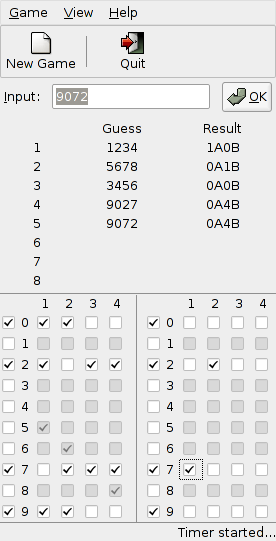 Game View Help
New Game Quit
Input: 9072 OK
Guess Result
1 1234 1A0B
2 5678 0A1B
3 3456 0A0B
4 9027 0A4B
5 9072 0A4B
6
7
8
1 2 3 4 1 2 3 4
0 0
1 1
2 2
3 3
4 4
5 5
6 6
7 7
8 8
9 9
Timer started...